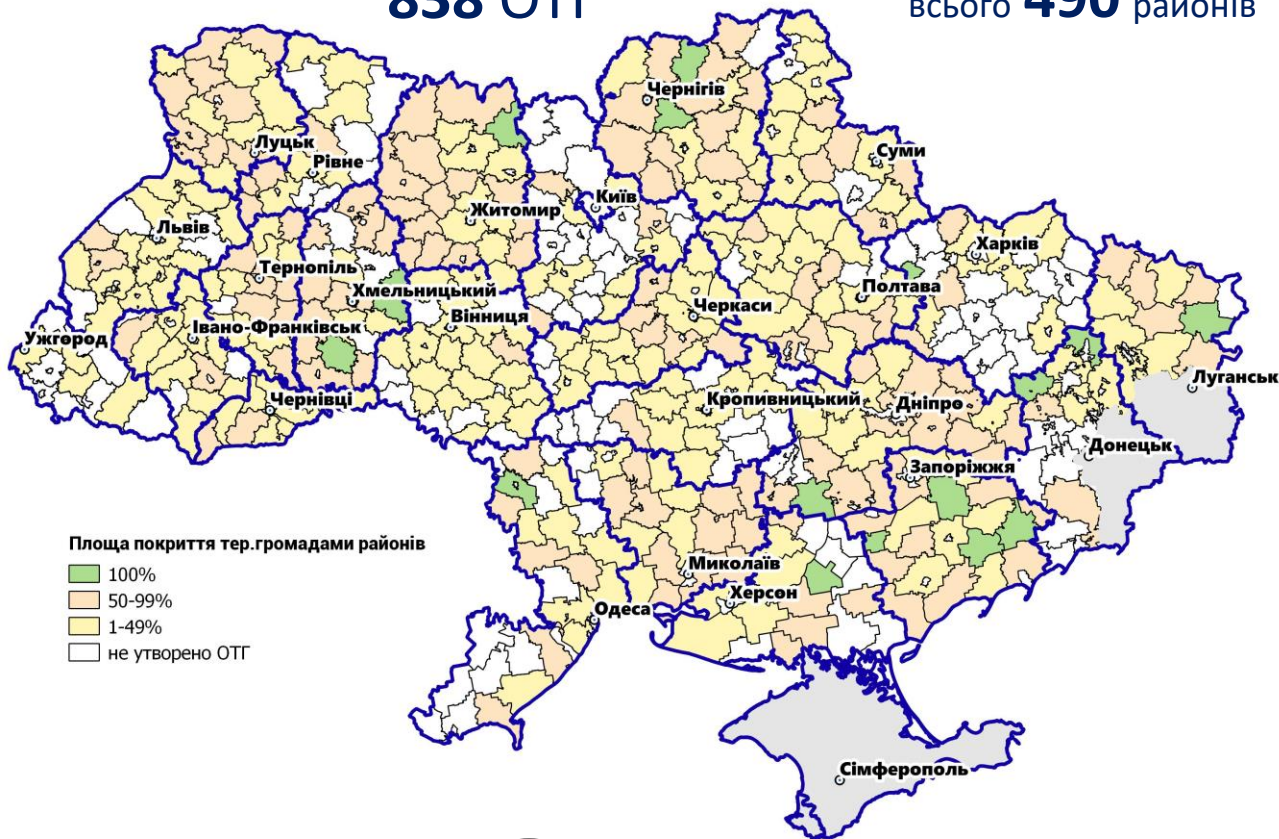 838 ОТГ
всього 490 районів
Чернігів
Луцьк
Рівне
Суми
Київ
Житомир
Львів
Харків
Тернопіль
Хмельницький
Полтава
Черкаси
Вінниця
Івано-Франківськ
Ужгород
Луганськ
Чернівці
Кропивницький
Дніпро
Донецьк
Запоріжжя
Площа покриття тер.громадами районів
100%
50-99%
1-49%
не утворено ОТГ
Миколаїв
Херсон
Одеса
Сімферополь